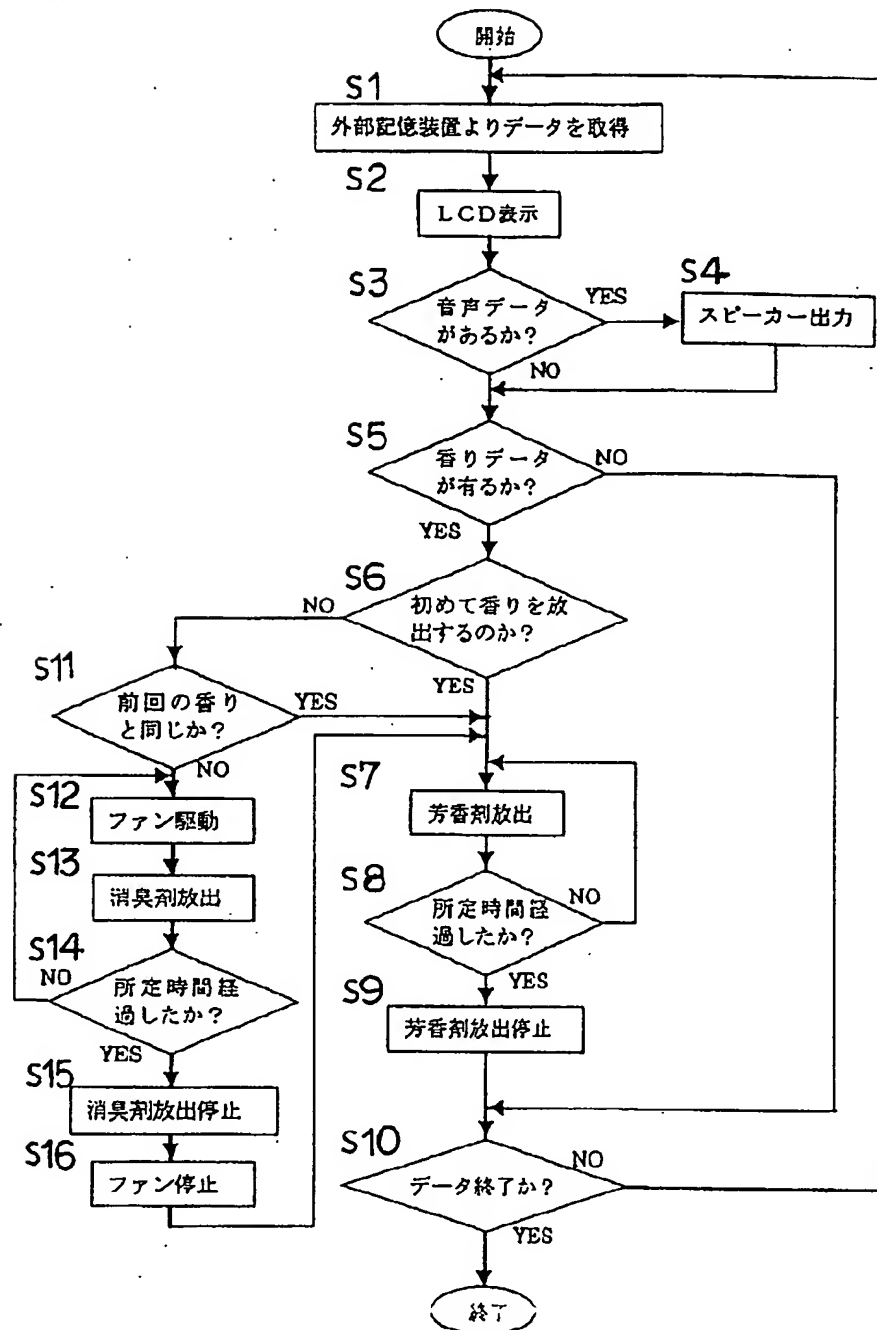 開始
S1
外部記憶装置よりデータを取得
S2
LCD表示
S3
音声データ
があるか?
YES
NO
S4
スピーカー出力
S5
香りデータ
が有るか?
NO
YES
S6
初めて香りを放
出するのか?
NO
YES
S11
前回の香り
と同じか?
YES
NO
S12
ファン駆動
S13
消臭剤放出
S14
NO
所定時間経
過したか?
YES
S15
消臭剤放出停止
S16
ファン停止
S7
芳香剤放出
S8
所定時間経
過したか?
NO
YES
S9
芳香剤放出停止
S10
データ終了か?
NO
YES
終了